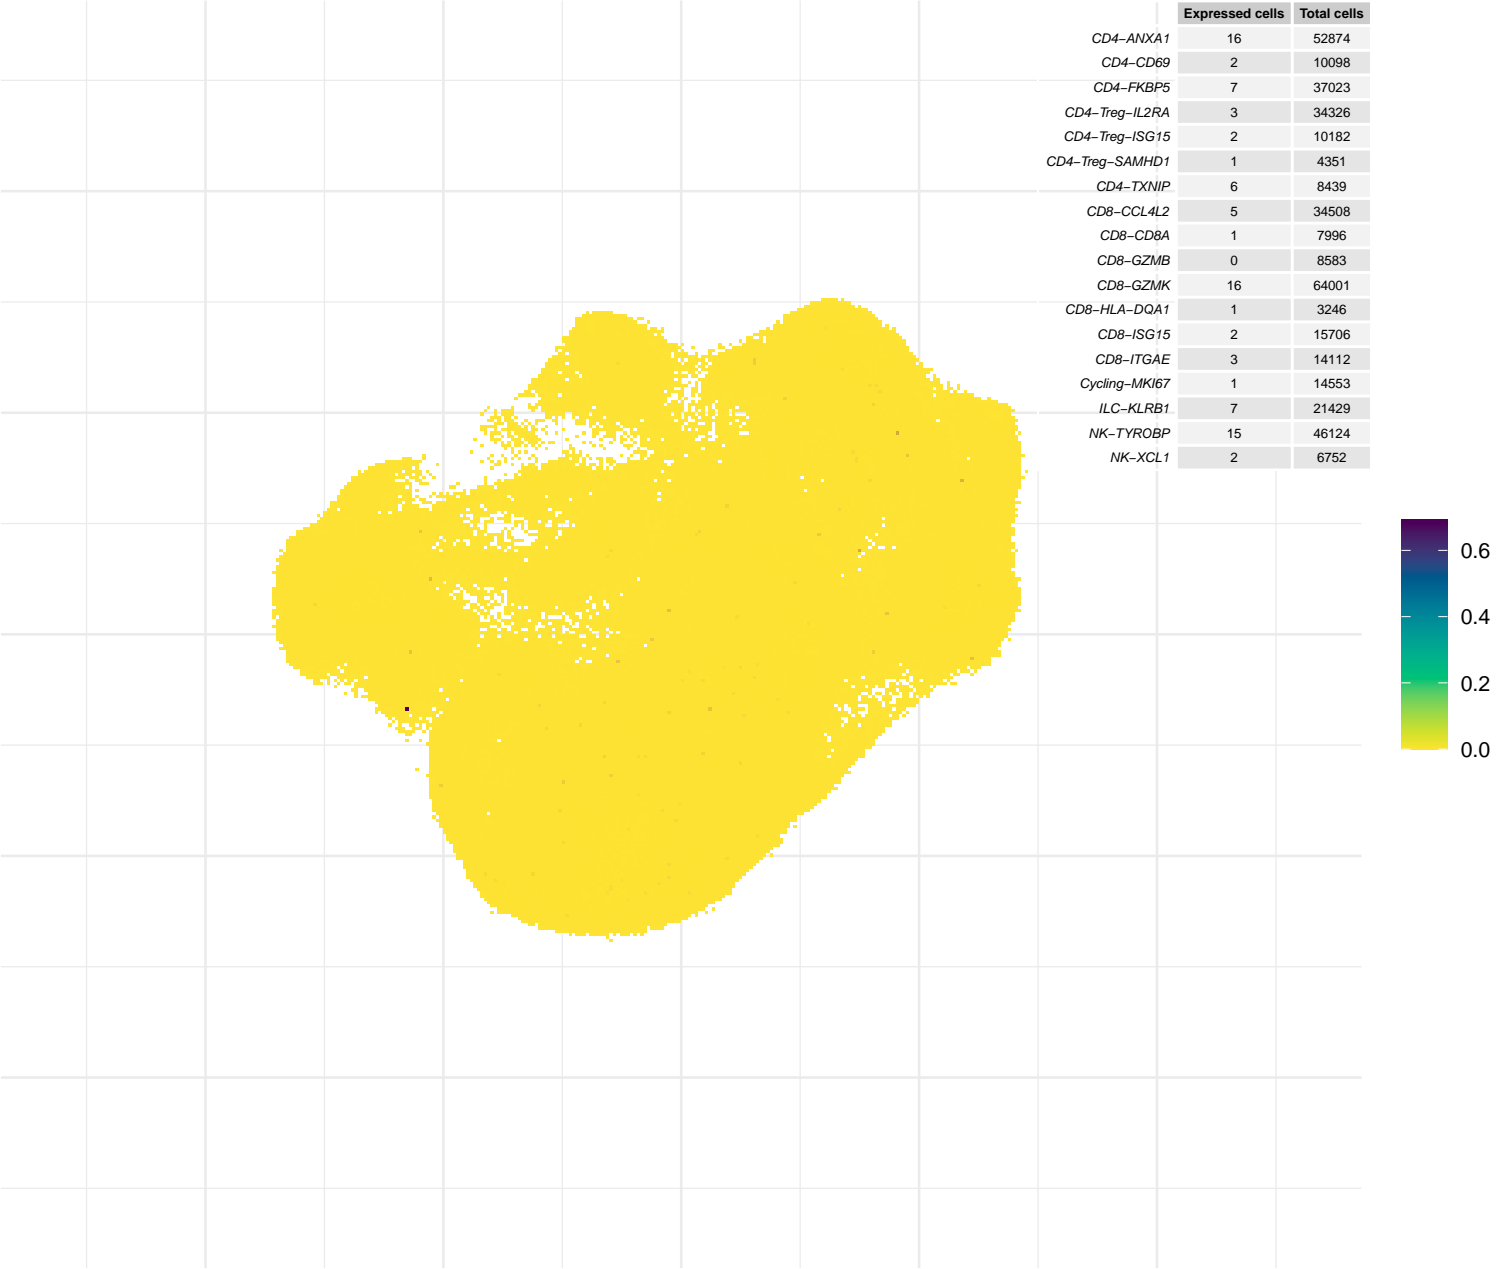 Expressed cells Total cells
CD4−ANXA1 16 52874
CD4−CD69 2 10098
CD4−FKBP5 7 37023
CD4−Treg−IL2RA 3 34326
CD4−Treg−ISG15 2 10182
CD4−Treg−SAMHD1 1 4351
CD4−TXNIP 6 8439
CD8−CCL4L2 5 34508
CD8−CD8A 1 7996
CD8−GZMB 0 8583
CD8−GZMK 16 64001
CD8−HLA−DQA1 1 3246
CD8−ISG15 2 15706
CD8−ITGAE 3 14112
Cycling−MKI67 1 14553
ILC−KLRB1 7 21429
NK−TYROBP 15 46124
NK−XCL1 2 6752
0.6
0.4
0.2
0.0